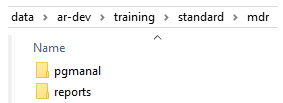 data > ar-dev > training > standard > mdr
Name
pgmanal
reports